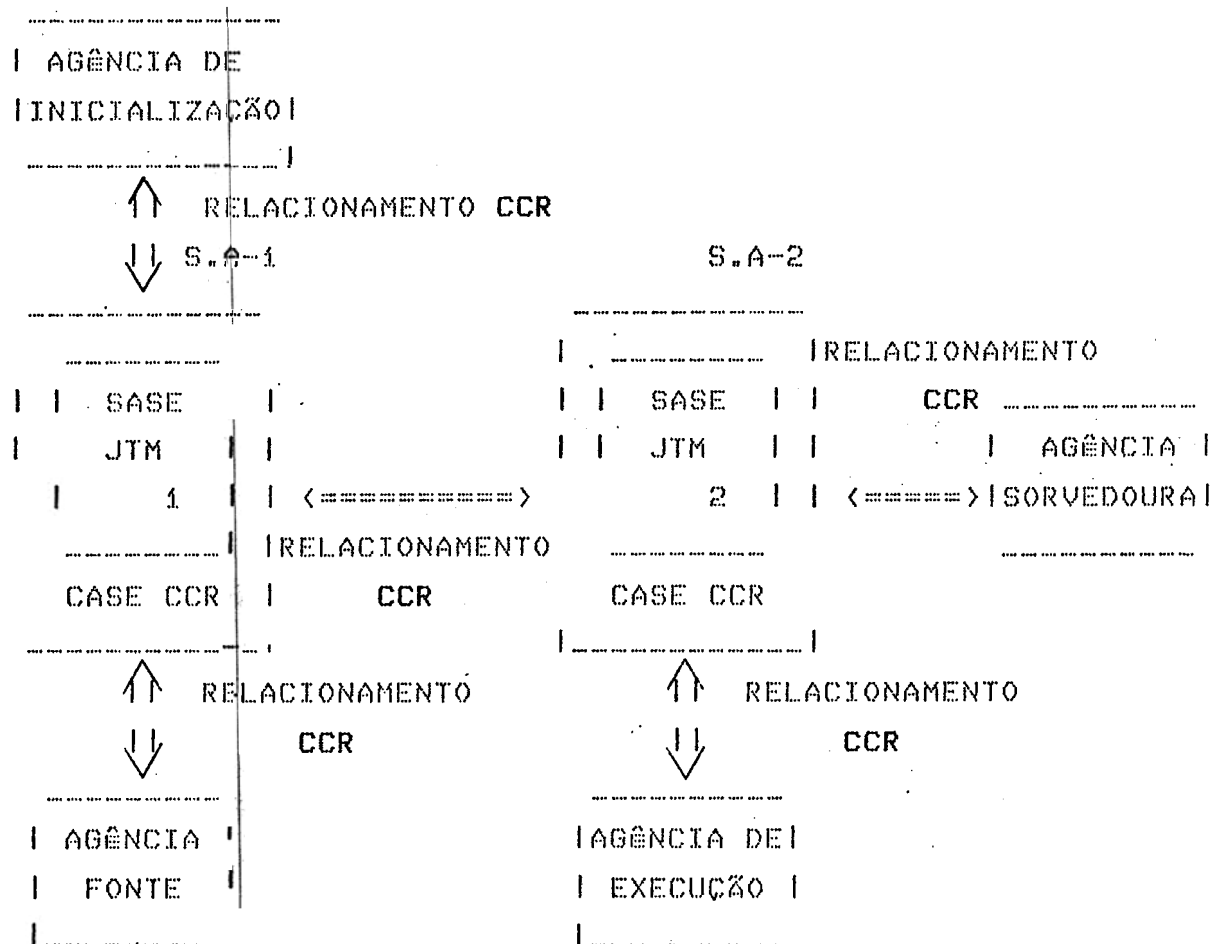 AGÊNCIA DE
INICIALIZAÇÃO
RELACIONAMENTO CCR
S.A-1
S.A-2
RELACIONAMENTO
CCR
SASE
JTM
1
SASE
JTM
2
AGÊNCIA
SORVEDOURA
<==========>
<=====>
RELACIONAMENTO
CCR
CASE CCR
CASE CCR
RELACIONAMENTO
CCR
RELACIONAMENTO
CCR
AGÊNCIA
FONTE
AGÊNCIA DE
EXECUÇÃO